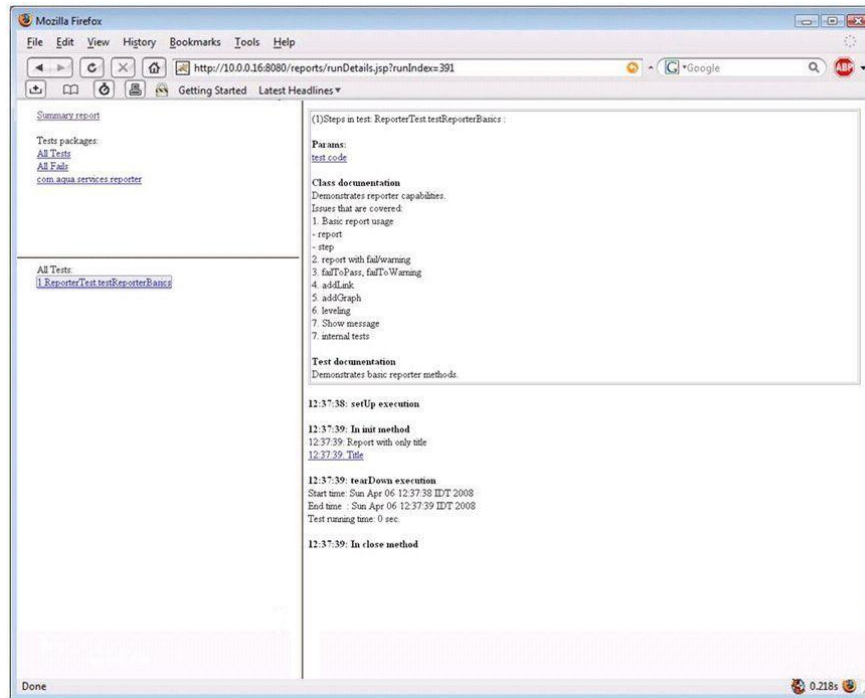 Mozilla Firefox
File Edit View History Bookmarks Tools Help
http://10.0.0.16:8080/reports/runDetails.jsp?runIndex=391
G Google
ABP
Getting Started Latest Headlines
Summary report
Tests packages:
All Tests
All Fails
com.aqua.services.reporter
All Tests:
1.ReporterTest.testReporterBasics
(1)Steps in test: ReporterTest.testReporterBasics :
Params:
test code
Class documentation
Demonstrates reporter capabilities.
Issues that are covered:
1. Basic report usage
- report
- step
2. report with fail/warning
3. failToPass, failToWarning
4. addLink
5. addGraph
6. leveling
7. Show message
7. internal tests
Test documentation
Demonstrates basic reporter methods.
12:37:38: setUp execution
12:37:39: In init method
12:37:39: Report with only title
12:37:39: Title
12:37:39: tearDown execution
Start time: Sun Apr 06 12:37:38 IDT 2008
End time : Sun Apr 06 12:37:39 IDT 2008
Test running time: 0 sec.
12:37:39: In close method
Done
0.218s